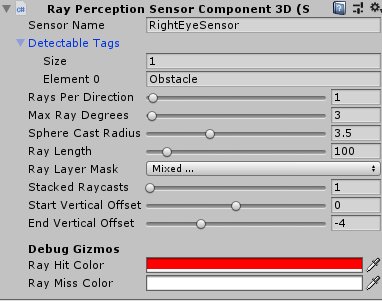 Ray Perception Sensor Component 3D (S
Sensor Name RightEyeSensor
Detectable Tags
Size 1
Element 0 Obstacle
Rays Per Direction 1
Max Ray Degrees 3
Sphere Cast Radius 3.5
Ray Length 100
Ray Layer Mask Mixed ...
Stacked Raycasts 1
Start Vertical Offset 0
End Vertical Offset -4
Debug Gizmos
Ray Hit Color
Ray Miss Color